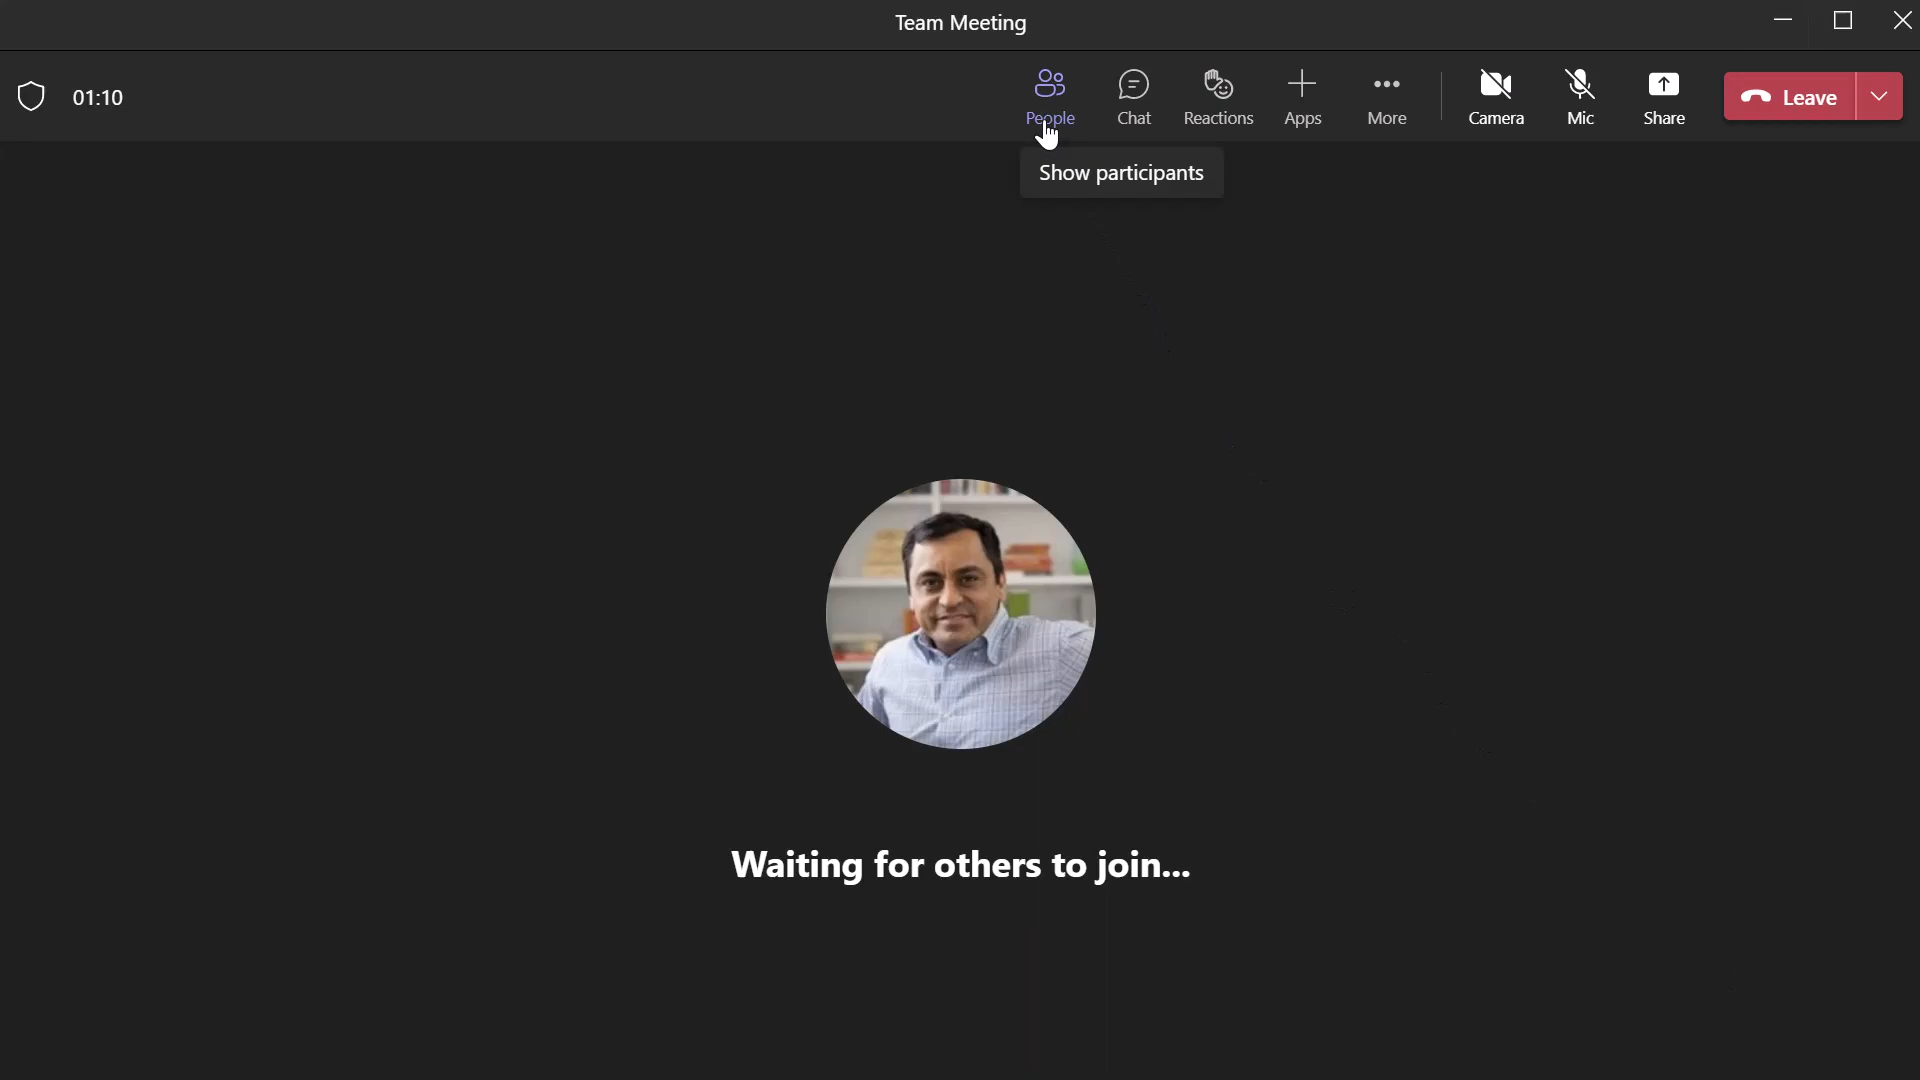 Team Meeting
01:10
People
Chat
Reactions
Apps
More
Camera
Mic
Share
Leave
Show participants
Waiting for others to join...